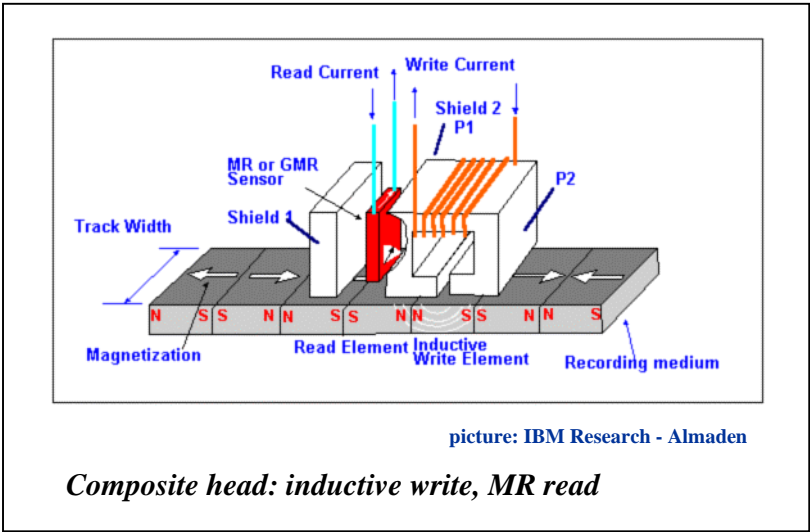 Read Current
Write Current
Shield 2
P1
MR or GMR
Sensor
P2
Shield 1
Track Width
N S S N N S S N N S S N N S
Magnetization
Read Element
Inductive
Write Element
Recording medium
picture: IBM Research - Almaden
Composite head: inductive write, MR read